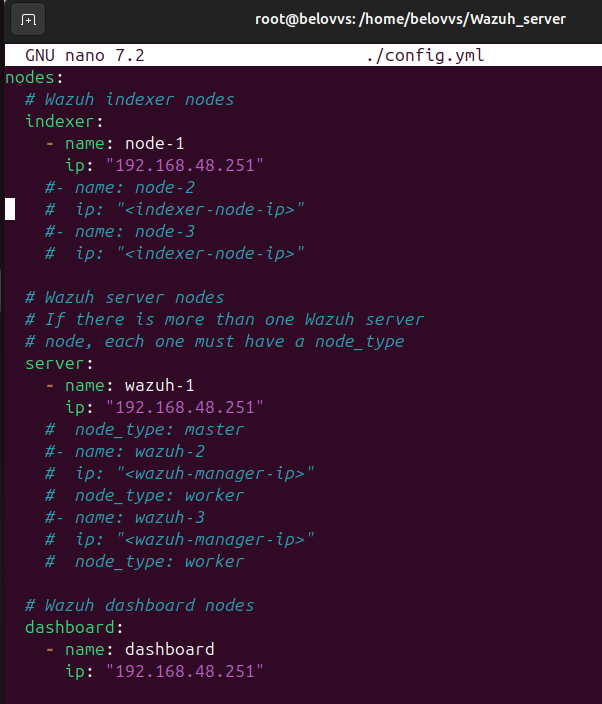 root@belovvs: /home/belovvs/Wazuh_server
GNU nano 7.2 ./config.yml
nodes:
  # Wazuh indexer nodes
  indexer:
    - name: node-1
      ip: "192.168.48.251"
    #- name: node-2
    #  ip: "<indexer-node-ip>"
    #- name: node-3
    #  ip: "<indexer-node-ip>"

  # Wazuh server nodes
  # If there is more than one Wazuh server
  # node, each one must have a node_type
  server:
    - name: wazuh-1
      ip: "192.168.48.251"
    #  node_type: master
    #- name: wazuh-2
    #  ip: "<wazuh-manager-ip>"
    #  node_type: worker
    #- name: wazuh-3
    #  ip: "<wazuh-manager-ip>"
    #  node_type: worker

  # Wazuh dashboard nodes
  dashboard:
    - name: dashboard
      ip: "192.168.48.251"